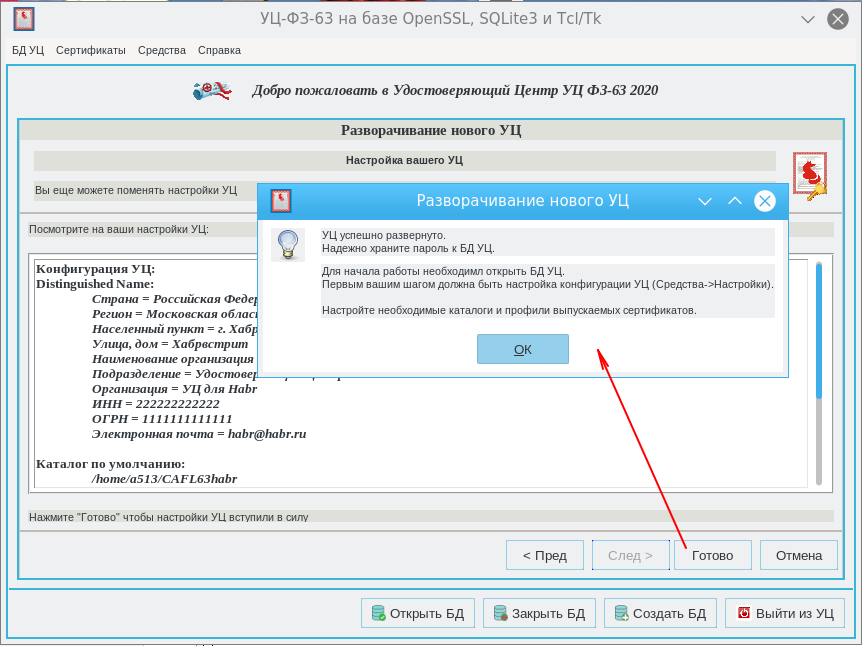 УЦ-ФЗ-63 на базе OpenSSL, SQLite3 и Tcl/Tk
БД УЦ Сертификаты Средства Справка
Добро пожаловать в Удостоверяющий Центр УЦ ФЗ-63 2020
Разворачивание нового УЦ
Настройка вашего УЦ
Вы еще можете поменять настройки УЦ
Посмотрите на ваши настройки УЦ:
Разворачивание нового УЦ
УЦ успешно развернуто.
Надежно храните пароль к БД УЦ.
Для начала работы необходимл открыть БД УЦ.
Первым вашим шагом должна быть настройка конфигурации УЦ (Средства->Настройки).
Настройте необходимые каталоги и профили выпускаемых сертификатов.
ОК
Конфигурация УЦ:
Distinguished Name:
Страна = Российская Федер
Регион = Московская облас
Населенный пункт = г. Хабр
Улица, дом = Хабрвстрит
Наименование организация
Подразделение = Удостовер
Организация = УЦ для Habr
ИНН = 222222222222
ОГРН = 1111111111111
Электронная почта = habr@habr.ru
Каталог по умолчанию:
/home/a513/CAFL63habr
Нажмите "Готово" чтобы настройки УЦ вступили в силу
< Пред След > Готово Отмена
Открыть БД Закрыть БД Создать БД Выйти из УЦ